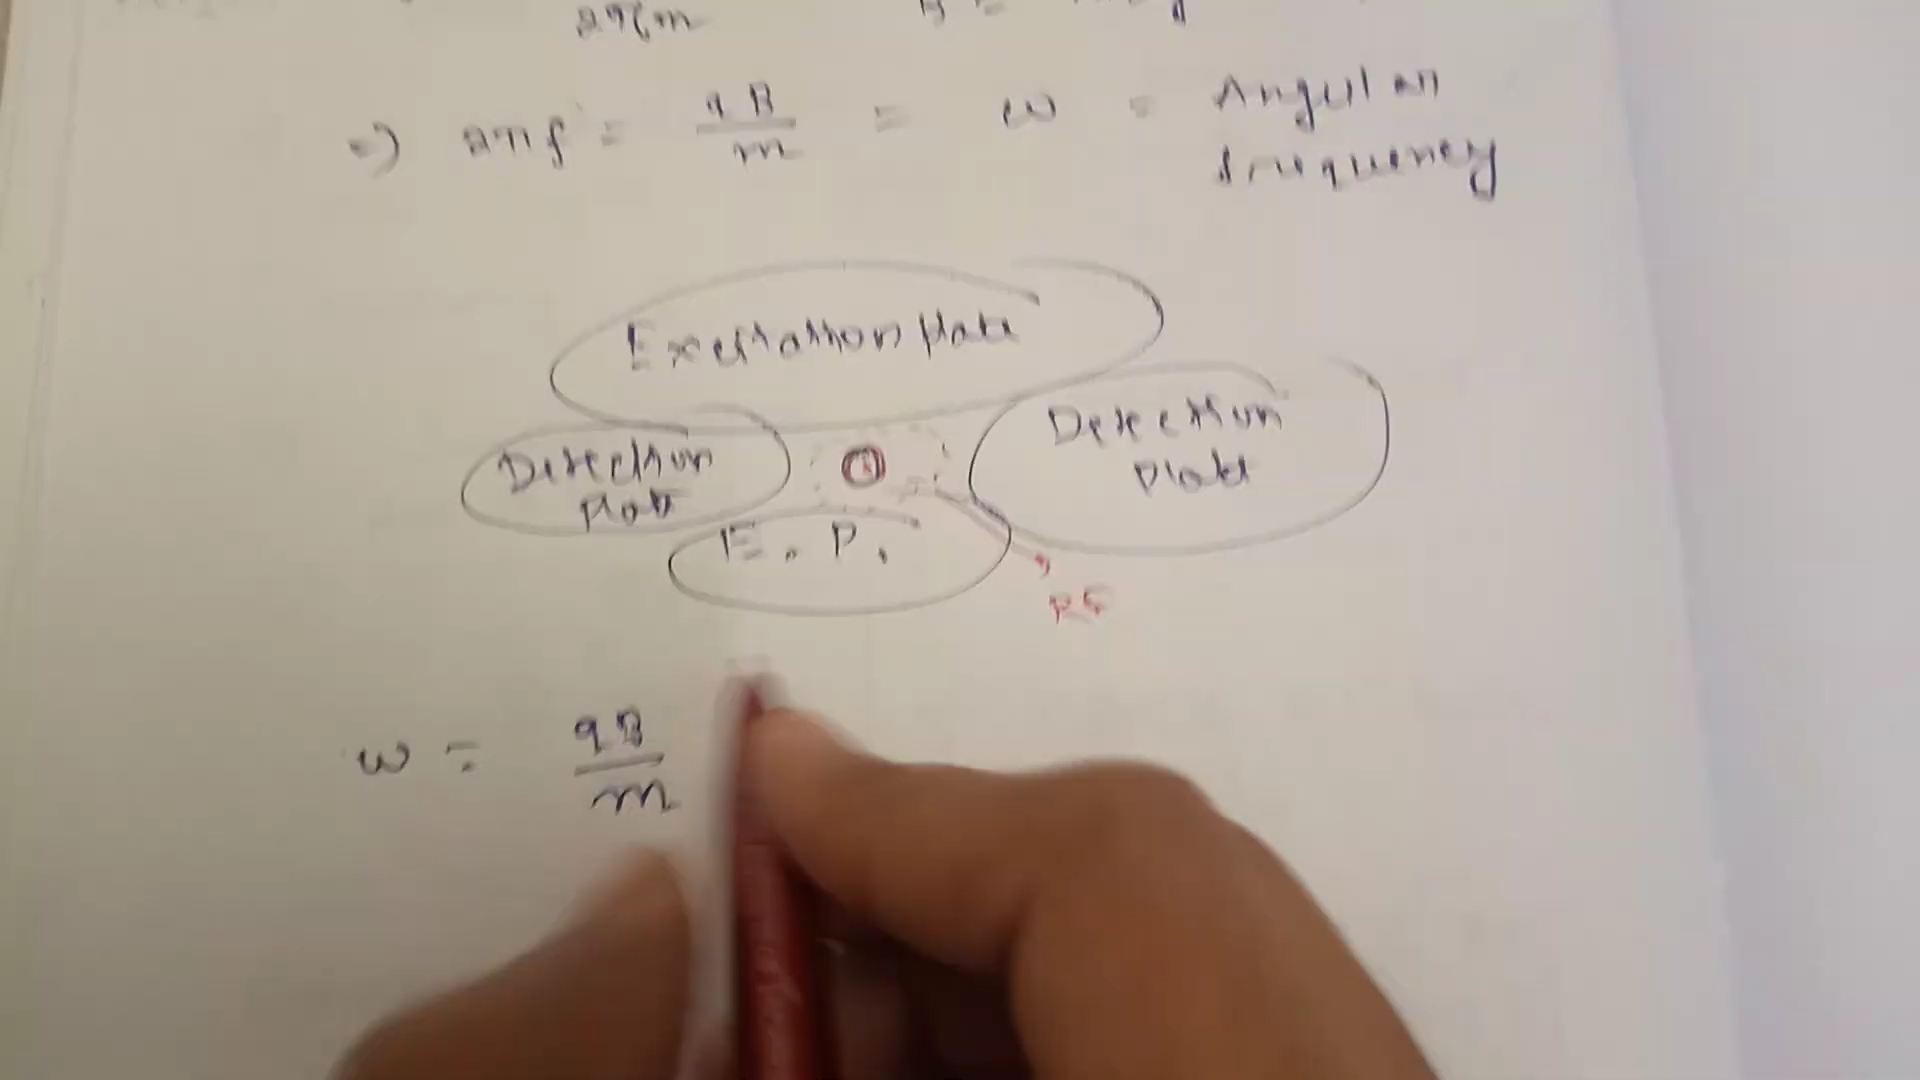 2πm
=) 2πf = qB/m = ω = Angular frequency
Excitation plate
Detection plate
Detection plate
E. P.
RF
ω = qB/m